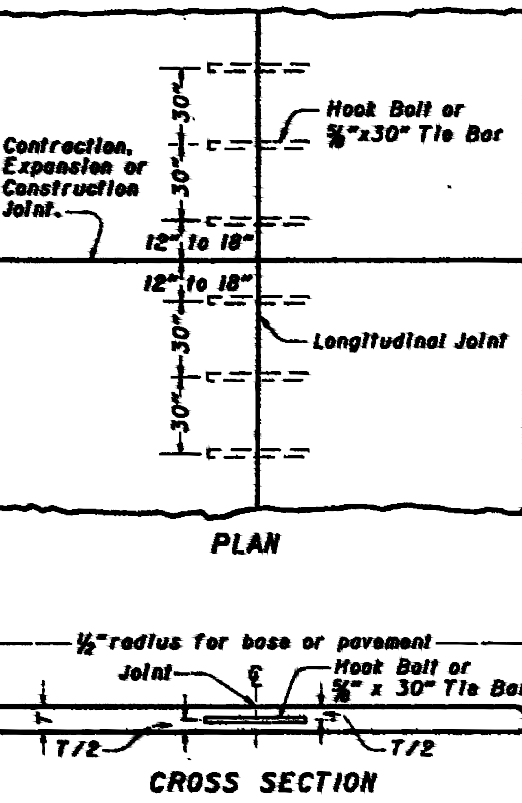 30"
Hook Bolt or
5/8"x30" Tie Bar
Contraction,
Expansion or
Construction
Joint.
30"
12" to 18"
12" to 18"
30"
Longitudinal Joint
30"
PLAN
1/2" radius for base or pavement
Joint
Hook Bolt or
5/8" x 30" Tie Bar
T
T/2
T/2
CROSS SECTION